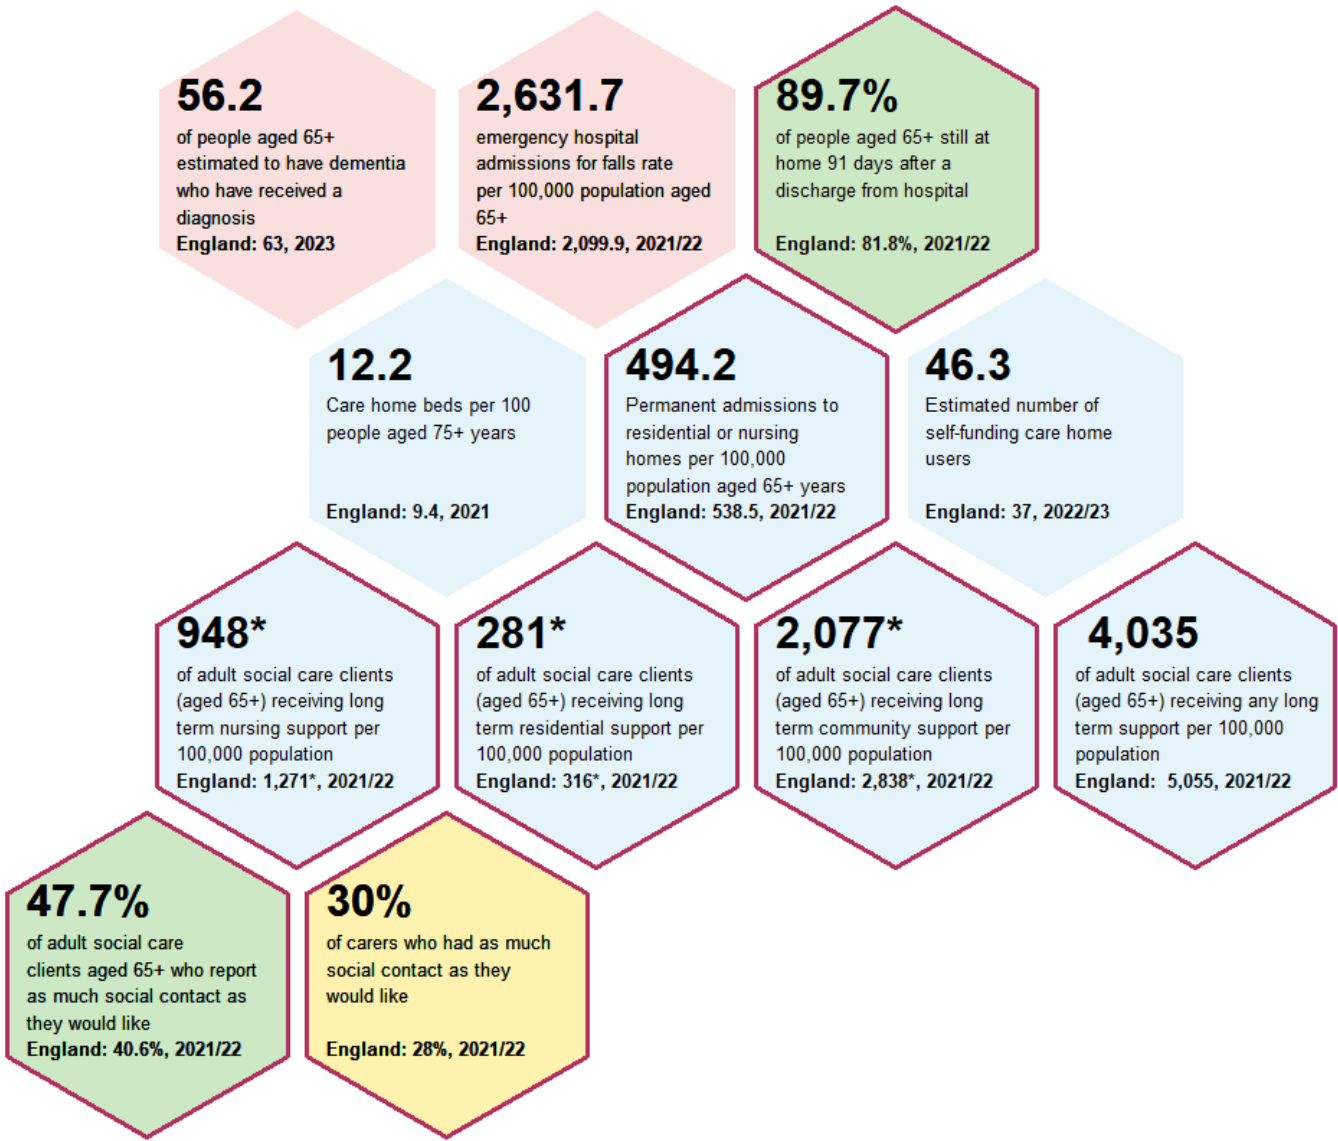 56.2
of people aged 65+
estimated to have dementia
who have received a
diagnosis
England: 63, 2023
2,631.7
emergency hospital
admissions for falls rate
per 100,000 population aged
65+
England: 2,099.9, 2021/22
89.7%
of people aged 65+ still at
home 91 days after a
discharge from hospital
England: 81.8%, 2021/22
12.2
Care home beds per 100
people aged 75+ years
England: 9.4, 2021
494.2
Permanent admissions to
residential or nursing
homes per 100,000
population aged 65+ years
England: 538.5, 2021/22
46.3
Estimated number of
self-funding care home
users
England: 37, 2022/23
948*
of adult social care clients
(aged 65+) receiving long
term nursing support per
100,000 population
England: 1,271*, 2021/22
281*
of adult social care clients
(aged 65+) receiving long
term residential support per
100,000 population
England: 316*, 2021/22
2,077*
of adult social care clients
(aged 65+) receiving long
term community support per
100,000 population
England: 2,838*, 2021/22
4,035
of adult social care clients
(aged 65+) receiving any long
term support per 100,000
population
England: 5,055, 2021/22
47.7%
of adult social care
clients aged 65+ who report
as much social contact as
they would like
England: 40.6%, 2021/22
30%
of carers who had as much
social contact as they
would like
England: 28%, 2021/22